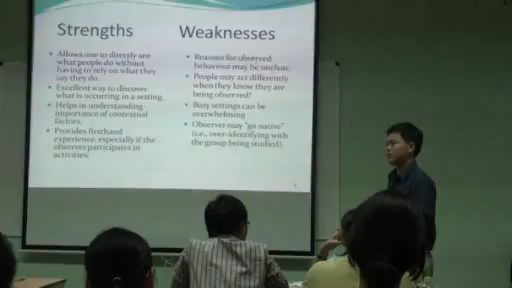 Strengths
Allows one to directly see
what people do without
having to rely on what they
say they do.
Excellent way to discover
what is occurring in a setting.
Helps in understanding
importance of contextual
factors.
Provides firsthand
experience, especially if the
observer participates in
activities.
Weaknesses
Reasons for observed
behaviour may be unclear.
People may act differently
when they know they are
being observed?
Busy settings can be
overwhelming
Observer may "go native"
(i.e., over-identifying with
the group being studied).